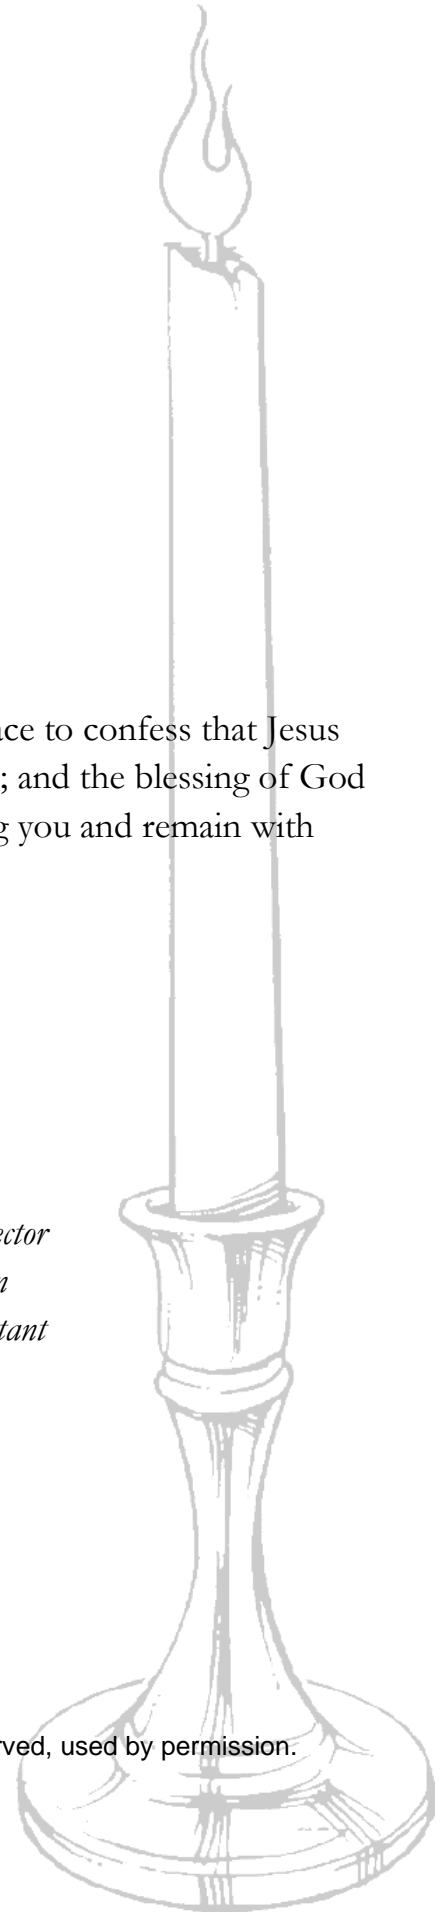 ce to confess that Jesus
; and the blessing of God
g you and remain with
ector
n
tant
rved, used by permission.